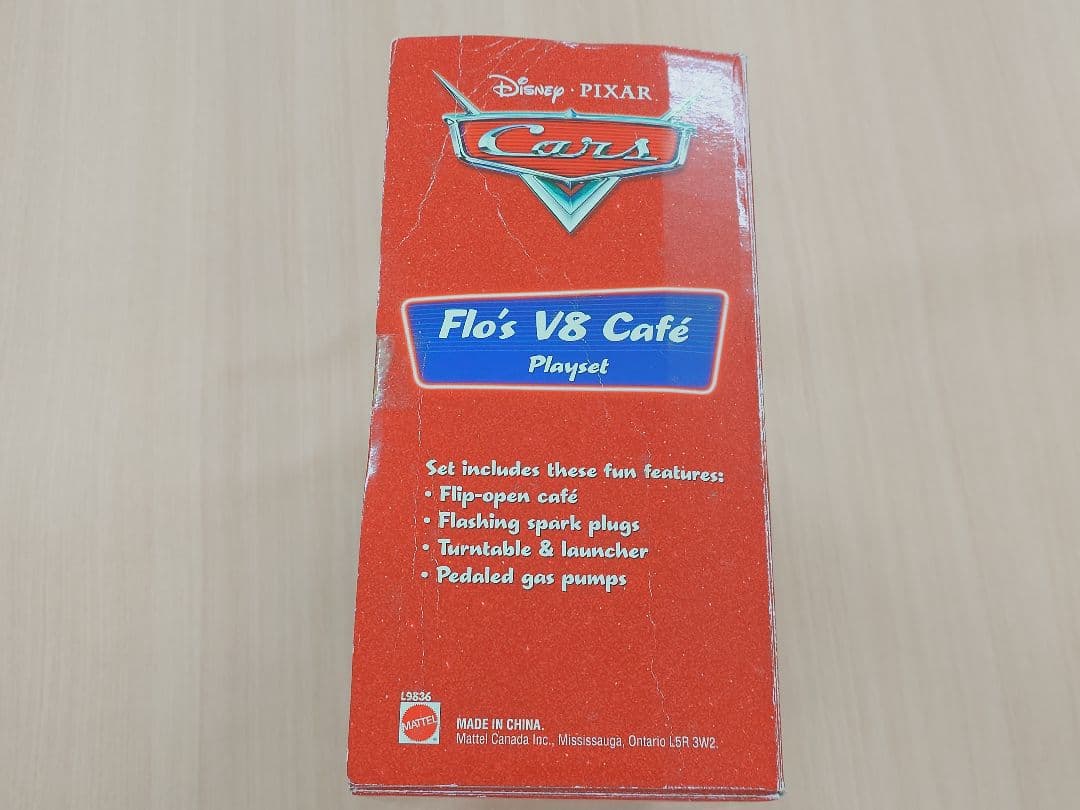 Disney · PIXAR
Cars
Flo's V8 Café
Playset
Set includes these fun features:
• Flip-open café
• Flashing spark plugs
• Turntable & launcher
• Pedaled gas pumps
L9836
MATTEL
MADE IN CHINA.
Mattel Canada Inc., Mississauga, Ontario L5R 3W2.